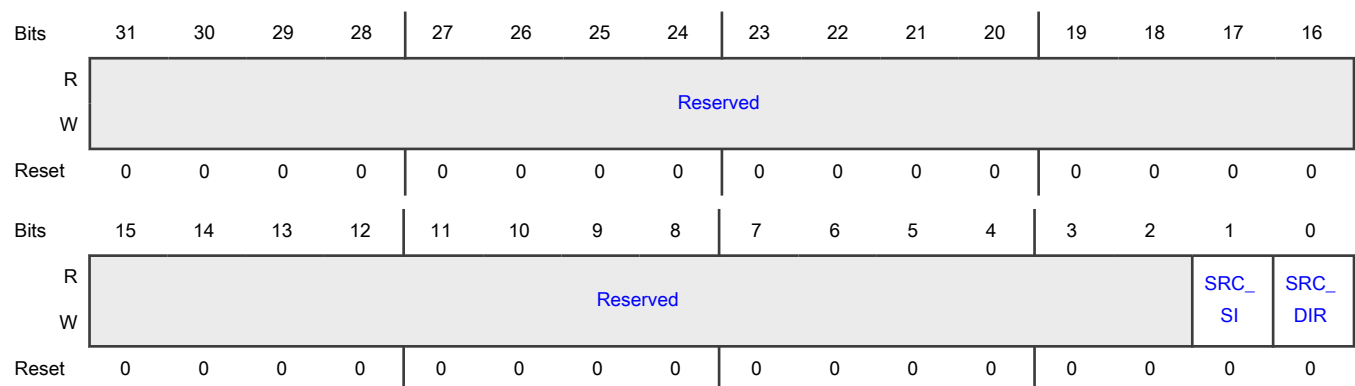 Bits 31 30 29 28 27 26 25 24 23 22 21 20 19 18 17 16
R
Reserved
W
Reset 0 0 0 0 0 0 0 0 0 0 0 0 0 0 0 0
Bits 15 14 13 12 11 10 9 8 7 6 5 4 3 2 1 0
R
Reserved SRC_ SRC_
W SI DIR
Reset 0 0 0 0 0 0 0 0 0 0 0 0 0 0 0 0